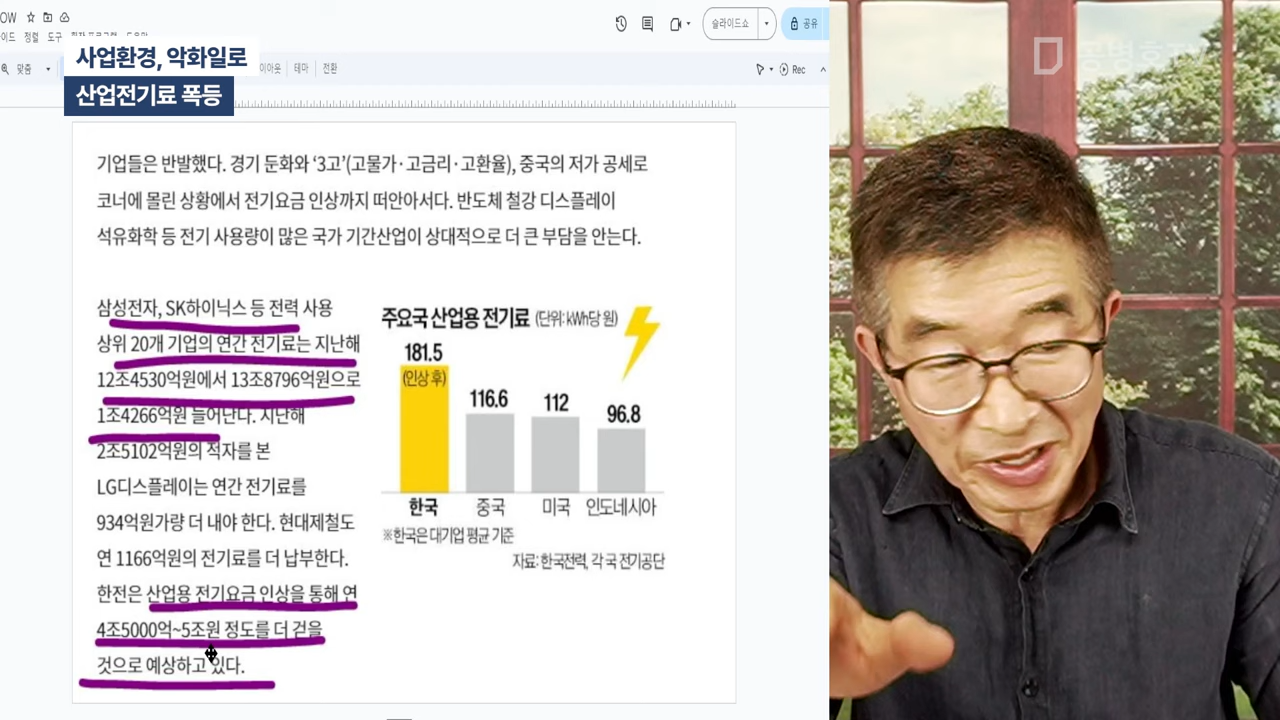 OW
슬라이드쇼
공유
이드 정렬 도구
맞춤
이아웃 테마 전환
Rec
사업환경, 악화일로
산업전기료 폭등
공병호TV
기업들은 반발했다. 경기 둔화와 ‘3고’(고물가·고금리·고환율), 중국의 저가 공세로
코너에 몰린 상황에서 전기요금 인상까지 떠안아서다. 반도체 철강 디스플레이
석유화학 등 전기 사용량이 많은 국가 기간산업이 상대적으로 더 큰 부담을 안는다.
삼성전자, SK하이닉스 등 전력 사용
상위 20개 기업의 연간 전기료는 지난해
12조4530억원에서 13조8796억원으로
1조4266억원 늘어난다. 지난해
2조5102억원의 적자를 본
LG디스플레이는 연간 전기료를
934억원가량 더 내야 한다. 현대제철도
연 1166억원의 전기료를 더 납부한다.
한전은 산업용 전기요금 인상을 통해 연
4조5000억~5조원 정도를 더 걷을
것으로 예상하고 있다.
주요국 산업용 전기료 (단위: kWh당 원)
181.5
(인상 후)
116.6
112
96.8
한국 중국 미국 인도네시아
※한국은 대기업 평균 기준
자료: 한국전력, 각 국 전기공단